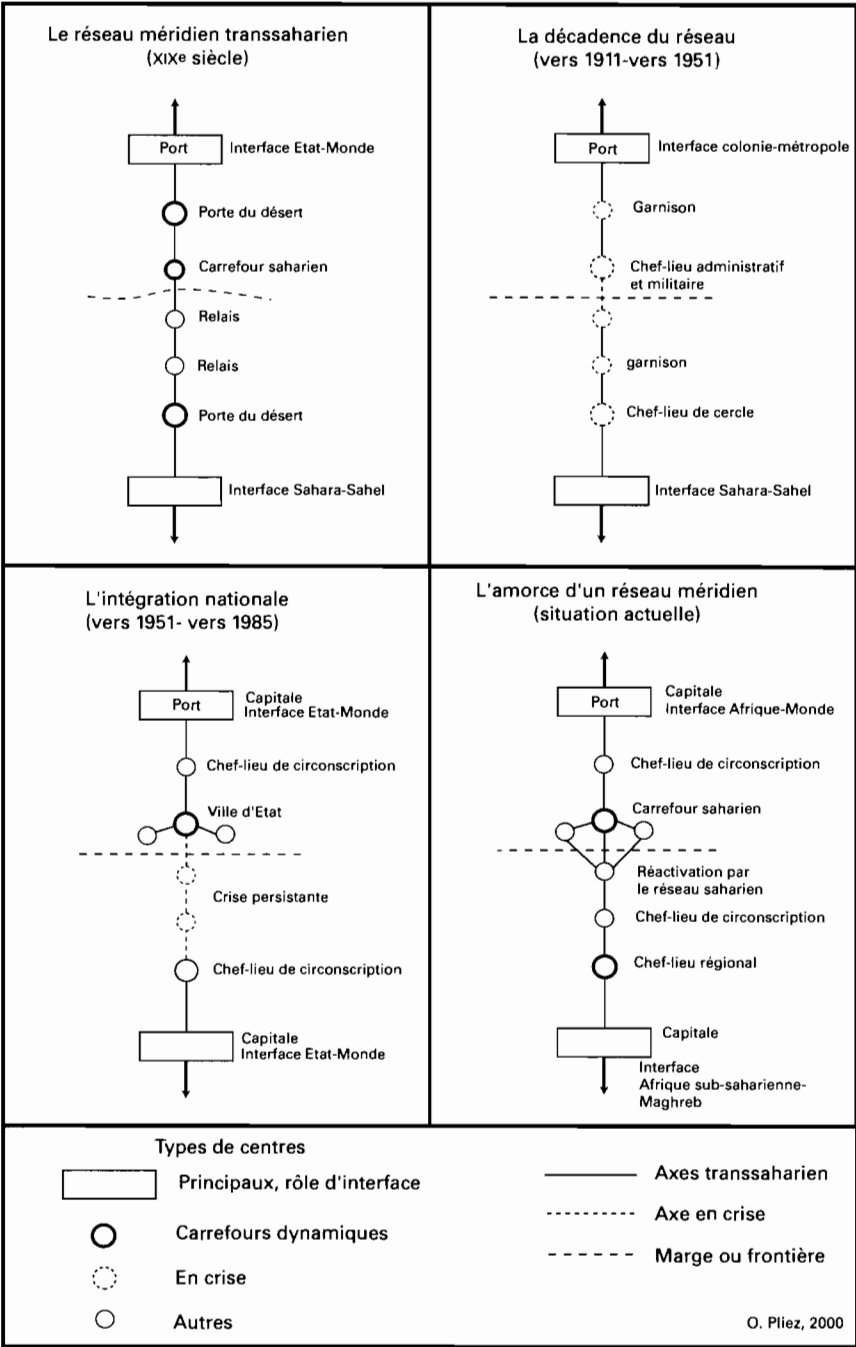 Le réseau méridien transsaharien
(XIXe siècle)
Port
Interface Etat-Monde
Porte du désert
Carrefour saharien
Relais
Relais
Porte du désert
Interface Sahara-Sahel
La décadence du réseau
(vers 1911-vers 1951)
Port
Interface colonie-métropole
Garnison
Chef-lieu administratif
et militaire
garnison
Chef-lieu de cercle
Interface Sahara-Sahel
L'intégration nationale
(vers 1951- vers 1985)
Port
Capitale
Interface Etat-Monde
Chef-lieu de circonscription
Ville d'Etat
Crise persistante
Chef-lieu de circonscription
Capitale
Interface Etat-Monde
L'amorce d'un réseau méridien
(situation actuelle)
Port
Capitale
Interface Afrique-Monde
Chef-lieu de circonscription
Carrefour saharien
Réactivation par
le réseau saharien
Chef-lieu de circonscription
Chef-lieu régional
Capitale
Interface
Afrique sub-saharienne-
Maghreb
Types de centres
Principaux, rôle d'interface
Carrefours dynamiques
En crise
Autres
Axes transsaharien
Axe en crise
Marge ou frontière
O. Pliez, 2000